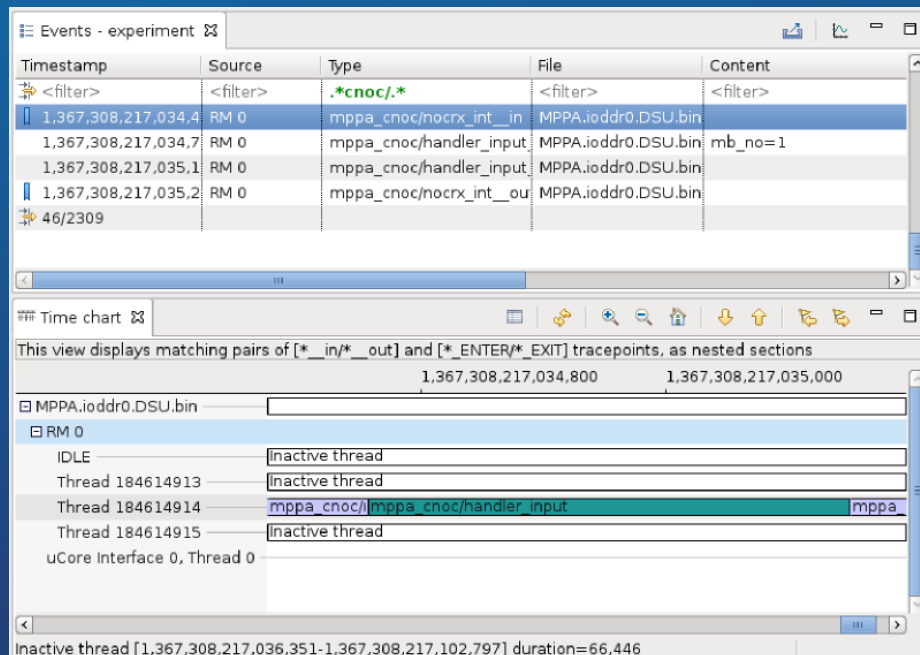 Events - experiment
Timestamp Source Type File Content
<filter> <filter> .*cnoc/.* <filter> <filter>
1,367,308,217,034,4 RM 0 mppa_cnoc/nocrx_int__in MPPA.ioddr0.DSU.bin
1,367,308,217,034,7 RM 0 mppa_cnoc/handler_input_ MPPA.ioddr0.DSU.bin mb_no=1
1,367,308,217,035,1 RM 0 mppa_cnoc/handler_input_ MPPA.ioddr0.DSU.bin
1,367,308,217,035,2 RM 0 mppa_cnoc/nocrx_int__ou MPPA.ioddr0.DSU.bin
46/2309
Time chart
This view displays matching pairs of [*__in/*__out] and [*_ENTER/*_EXIT] tracepoints, as nested sections
1,367,308,217,034,800 1,367,308,217,035,000
MPPA.ioddr0.DSU.bin
RM 0
IDLE Inactive thread
Thread 184614913 Inactive thread
Thread 184614914 mppa_cnoc/ mppa_cnoc/handler_input mppa_
Thread 184614915 Inactive thread
uCore Interface 0, Thread 0
Inactive thread [1,367,308,217,036,351-1,367,308,217,102,797] duration=66,446